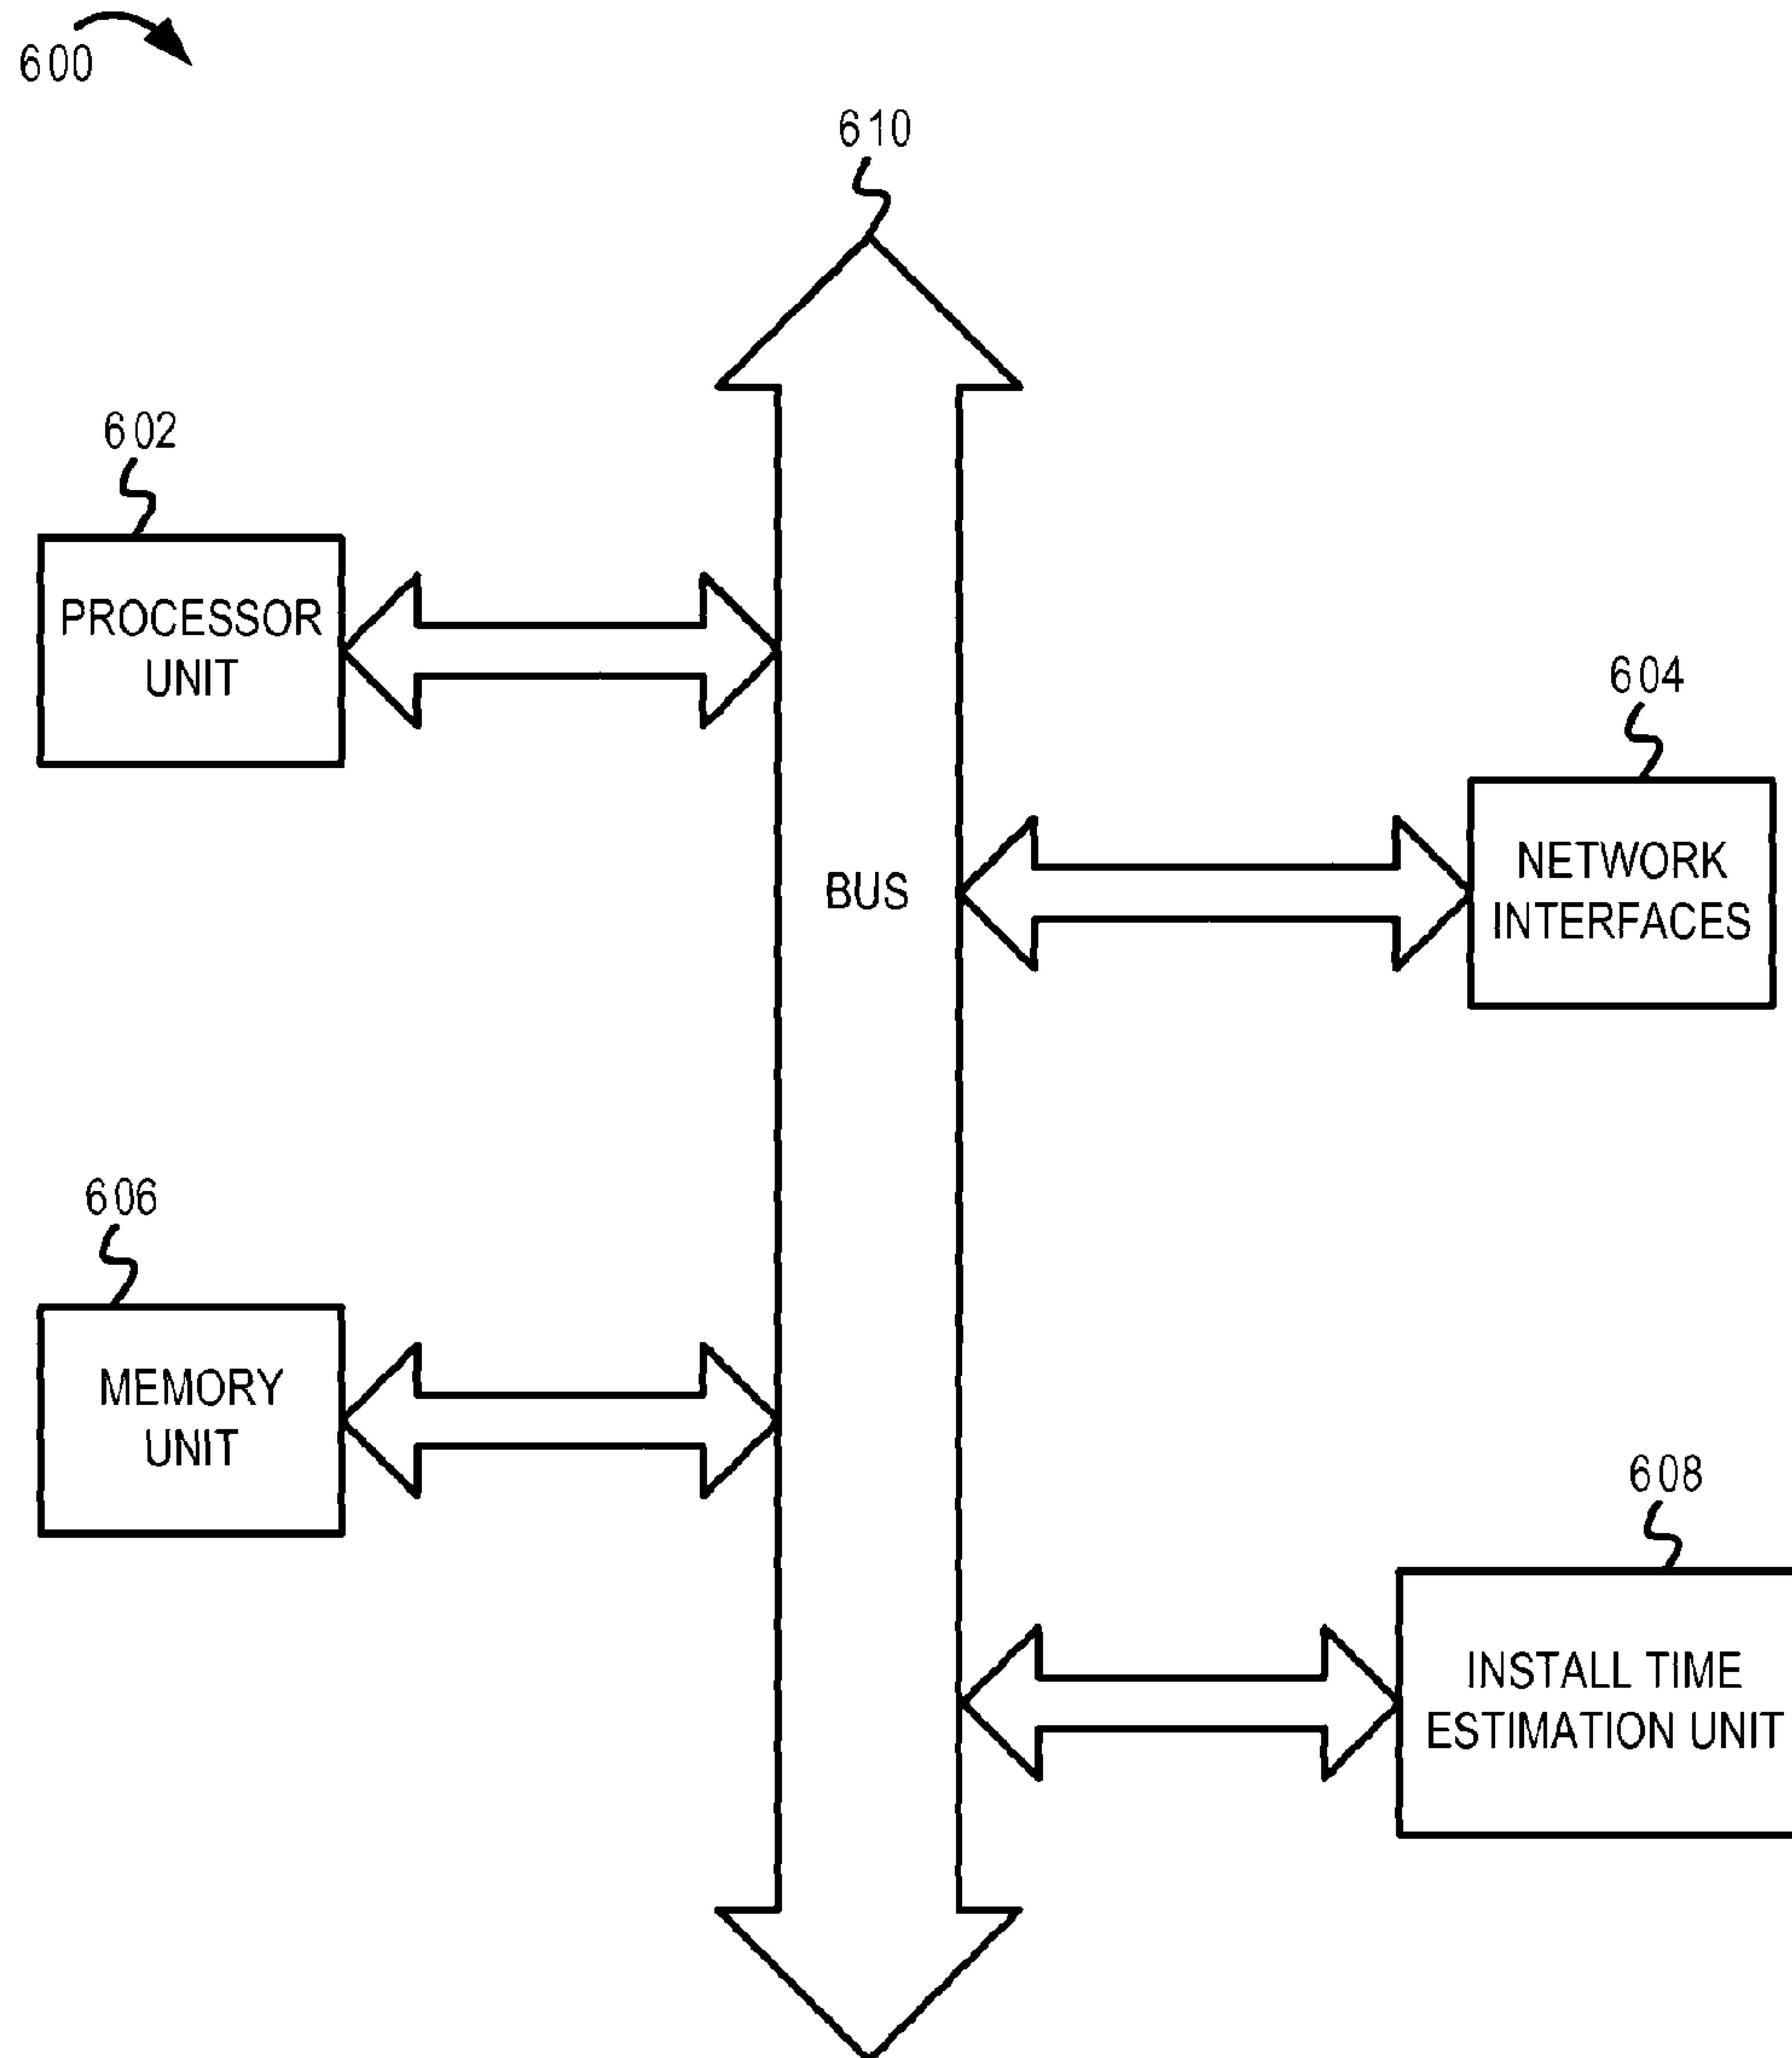 600
610
602
PROCESSOR
UNIT
604
BUS
NETWORK
INTERFACES
606
MEMORY
UNIT
608
INSTALL TIME
ESTIMATION UNIT